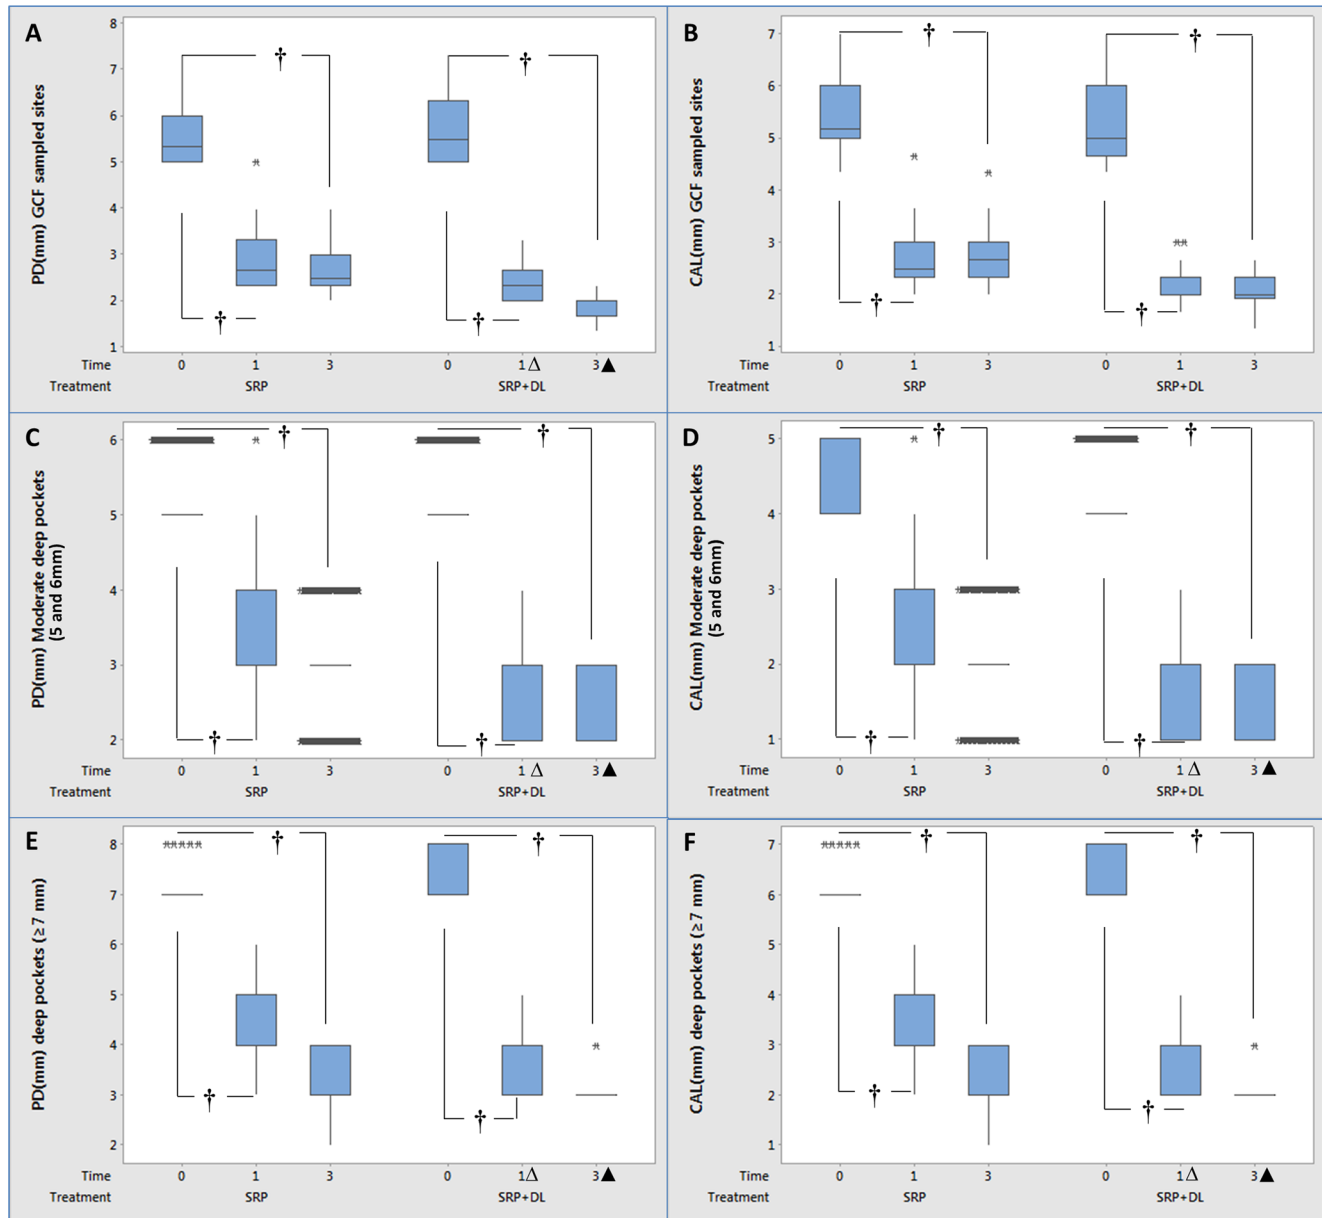 A
PD(mm) GCF sampled sites
8
7
6
5
4
3
2
1
†
†
†
†
Time 0 1 3 0 1 Δ 3 ▲
Treatment SRP SRP+DL
B
CAL(mm) GCF sampled sites
7
6
5
4
3
2
1
†
†
†
†
Time 0 1 3 0 1 3
Treatment SRP SRP+DL
C
PD(mm) Moderate deep pockets
(5 and 6mm)
6
5
4
3
2
†
†
†
†
Time 0 1 3 0 1 Δ 3 ▲
Treatment SRP SRP+DL
D
CAL(mm) Moderate deep pockets
(5 and 6mm)
5
4
3
2
1
†
†
†
†
Time 0 1 3 0 1 Δ 3 ▲
Treatment SRP SRP+DL
E
PD(mm) deep pockets (≥ 7 mm)
8
7
6
5
4
3
2
†
†
†
†
Time 0 1 3 0 1 Δ 3 ▲
Treatment SRP SRP+DL
F
CAL(mm) deep pockets (≥ 7 mm)
7
6
5
4
3
2
1
†
†
†
†
Time 0 1 3 0 1 Δ 3 ▲
Treatment SRP SRP+DL